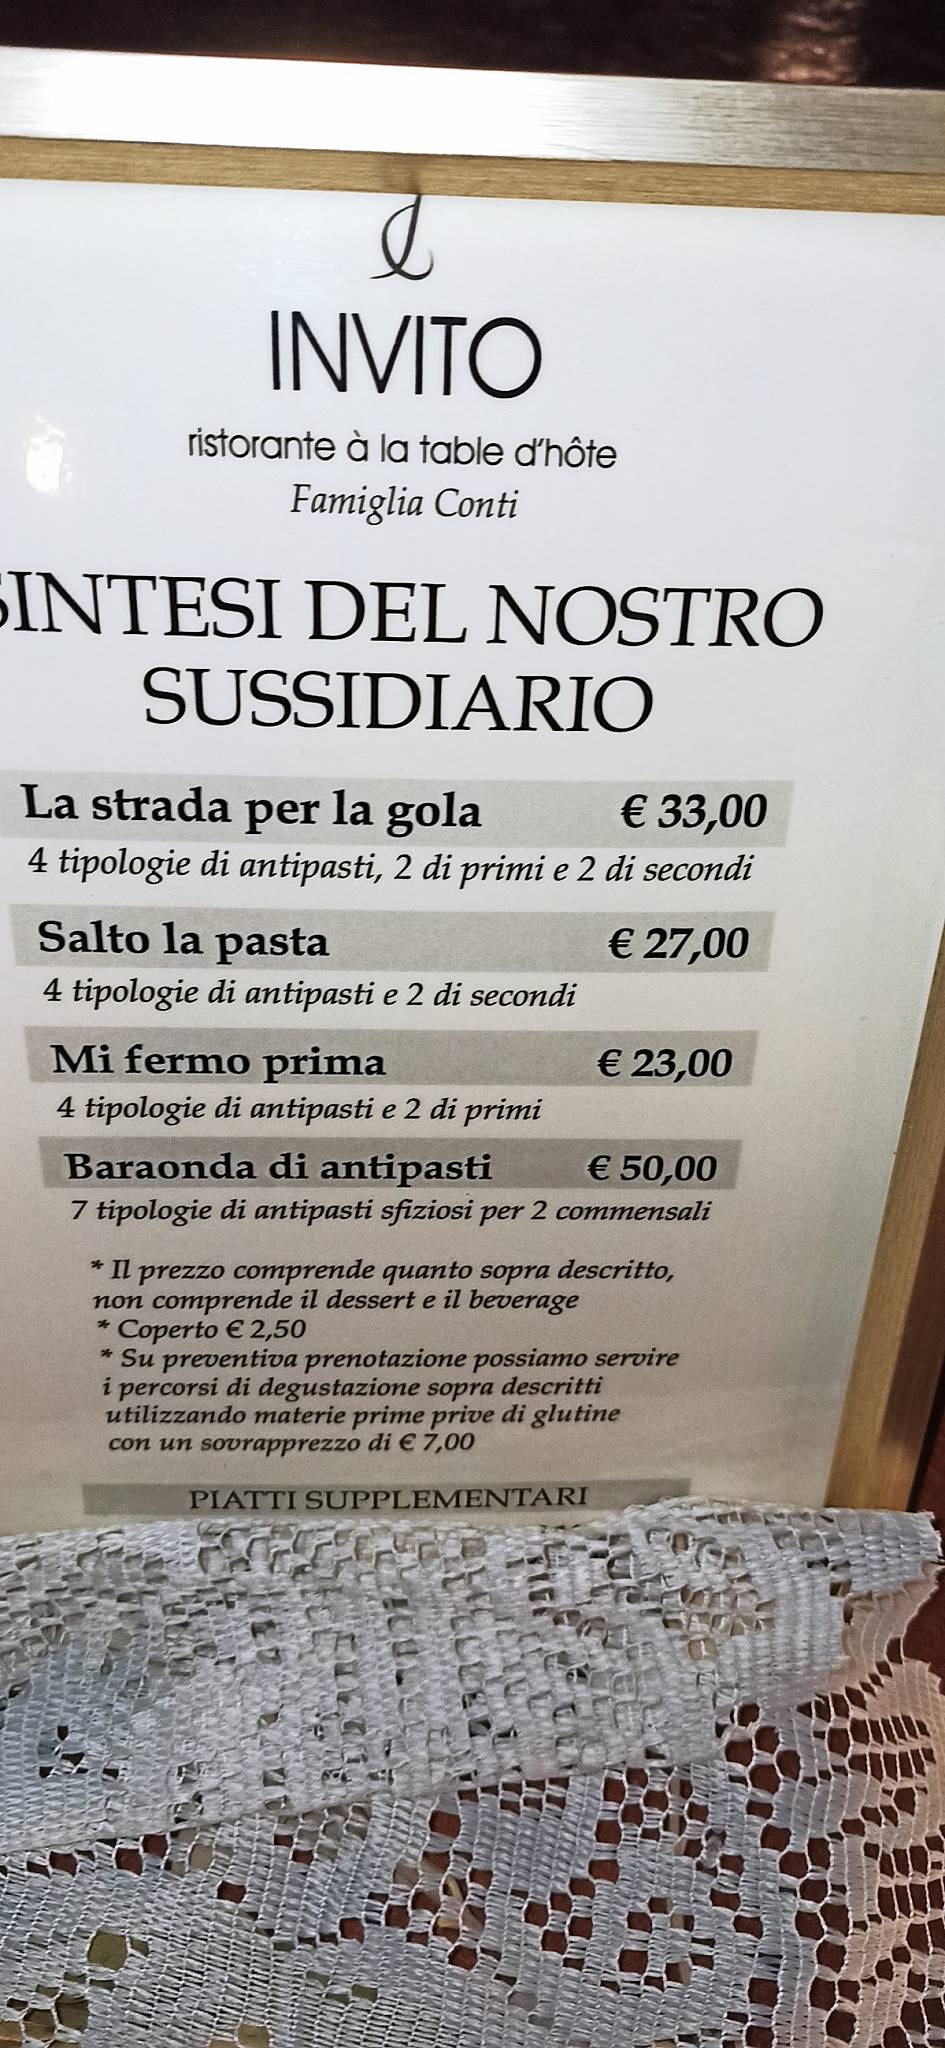 INVITO
ristorante à la table d'hôte
Famiglia Conti
SINTESI DEL NOSTRO
SUSSIDIARIO
La strada per la gola € 33,00
4 tipologie di antipasti, 2 di primi e 2 di secondi
Salto la pasta € 27,00
4 tipologie di antipasti e 2 di secondi
Mi fermo prima € 23,00
4 tipologie di antipasti e 2 di primi
Baraonda di antipasti € 50,00
7 tipologie di antipasti sfiziosi per 2 commensali
* Il prezzo comprende quanto sopra descritto,
non comprende il dessert e il beverage
* Coperto € 2,50
* Su preventiva prenotazione possiamo servire
i percorsi di degustazione sopra descritti
utilizzando materie prime prive di glutine
con un sovrapprezzo di € 7,00
PIATTI SUPPLEMENTARI